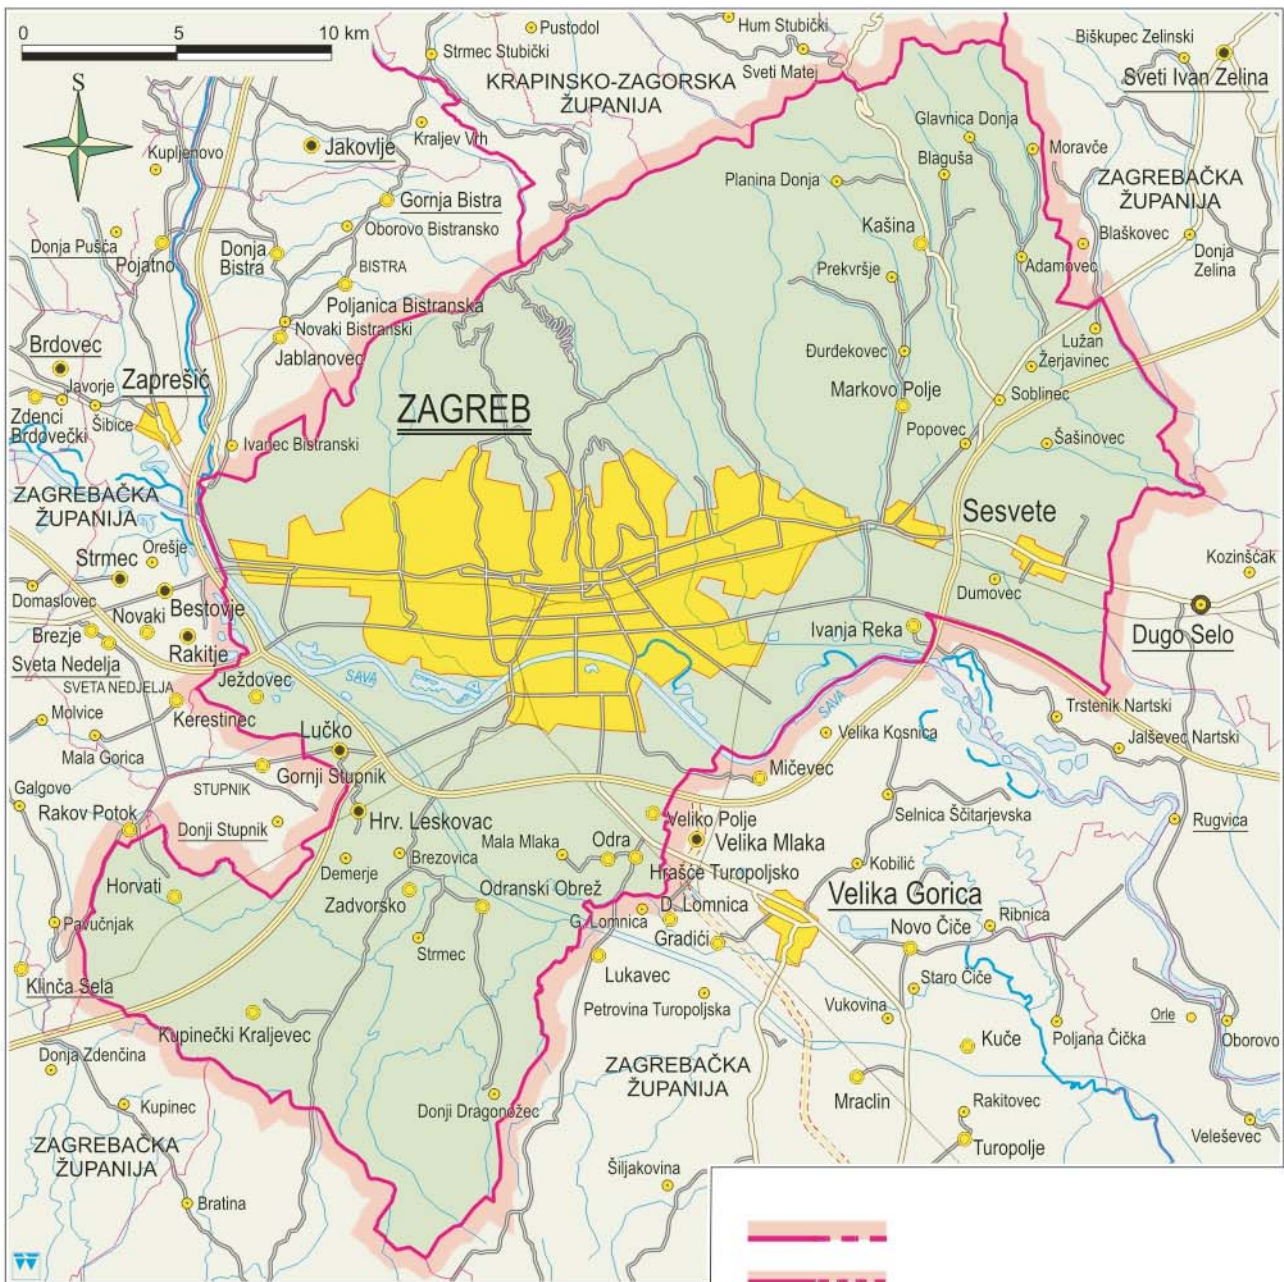 0 5 10 km
S
Pustodol
Hum Stubički
Biškupec Zelinski
Strmec Stubički
Sveti Matej
Sveti Ivan Zelina
KRAPINSKO-ZAGORSKA
ŽUPANIJA
Kraljev Vrh
Glavnica Donja
Jakovlje
Kupljenovo
Blaguša
Moravče
Planina Donja
ZAGREBAČKA
ŽUPANIJA
Gornja Bistra
Oborovo Bistransko
Kašina
Donja Pušća
Pojatno
Donja
Bistra
Blaškovec
Donja
Zelina
BISTRA
Prekvršje
Adamovec
Poljanica Bistranska
Novaki Bistranski
Jablanovec
Lužan
Brdovec
Đurđekovec
Žerjavinec
Javorje
Zaprešić
Markovo Polje
Soblinec
ZAGREB
Zdenci
Brdovečki
Šibice
Ivanec Bistranski
Popovec
Šašinovec
ZAGREBAČKA
ŽUPANIJA
Sesvete
Strmec
Orešje
Kozinščak
Domaslovec
Bestovje
Dumovec
Novaki
Brezje
Rakitje
Ivanja Reka
Dugo Selo
Sveta Nedelja
SAVA
SVETA NEDJELJA
Ježdovec
SAVA
Molvice
Kerestinec
Trstenik Nartski
Lučko
Velika Kosnica
Mala Gorica
Jalševec Nartski
Gornji Stupnik
Mičevec
Galgovo
STUPNIK
Rakov Potok
Hrv. Leskovac
Veliko Polje
Selnica Ščitarjevska
Donji Stupnik
Rugvica
Mala Mlaka
Odra
Velika Mlaka
Brezovica
Demerje
Hrašće Turopoljsko
Kobilić
Horvati
Zadvorsko
Odranski Obrež
Velika Gorica
D. Lomnica
G. Lomnica
Ribnica
Pavučnjak
Gradići
Novo Čiče
Strmec
Lukavec
Klinča Sela
Staro Čiče
Petrovina Turopoljska
Vukovina
Orle
Kupinečki Kraljevec
Kuče
Poljana Čička
Oborovo
Donja Zdenčina
ZAGREBAČKA
ŽUPANIJA
Kupinec
Donji Dragonožec
Mraclin
Rakitovec
Veleševec
ZAGREBAČKA
ŽUPANIJA
Turopolje
Šiljakovina
Bratina